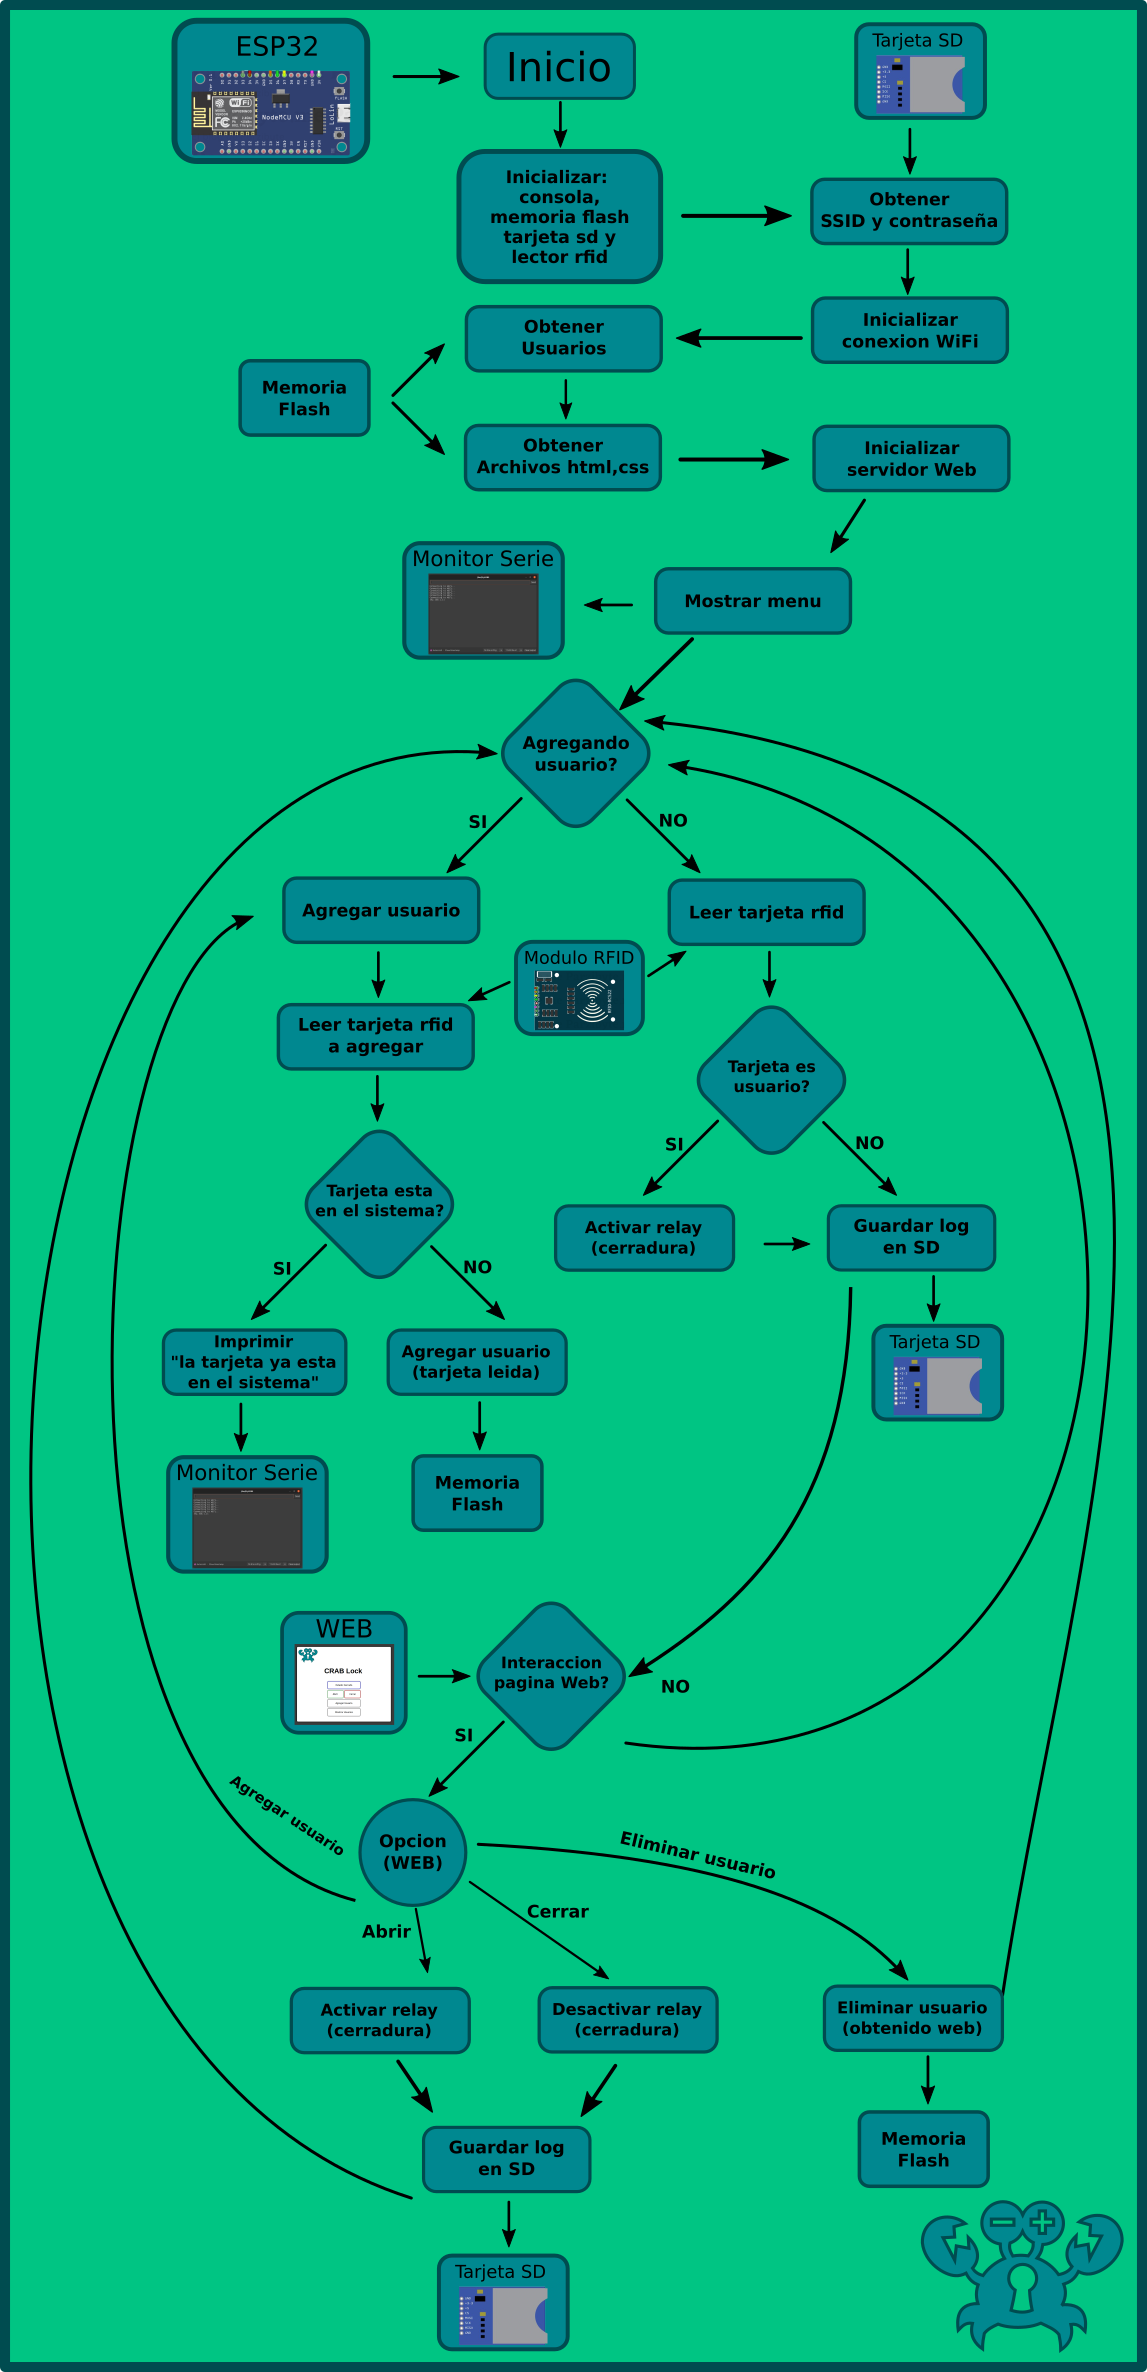 ESP32
NodeMCU V3
LoLin
WiFi
FLASH
RST
Inicio
Tarjeta SD
Inicializar:
consola,
memoria flash
tarjeta sd y
lector rfid
Obtener
SSID y contraseña
Inicializar
conexion WiFi
Obtener
Usuarios
Memoria
Flash
Obtener
Archivos html,css
Inicializar
servidor Web
Monitor Serie
Mostrar menu
Agregando
usuario?
SI
NO
Agregar usuario
Leer tarjeta rfid
Modulo RFID
RFID-RC522
Leer tarjeta rfid
a agregar
Tarjeta es
usuario?
SI
NO
Tarjeta esta
en el sistema?
Activar relay
(cerradura)
Guardar log
en SD
SI
NO
Imprimir
"la tarjeta ya esta
en el sistema"
Agregar usuario
(tarjeta leida)
Tarjeta SD
Monitor Serie
Memoria
Flash
WEB
CRAB Lock
Interaccion
pagina Web?
NO
SI
Agregar usuario
Opcion
(WEB)
Eliminar usuario
Abrir
Cerrar
Activar relay
(cerradura)
Desactivar relay
(cerradura)
Eliminar usuario
(obtenido web)
Guardar log
en SD
Memoria
Flash
Tarjeta SD